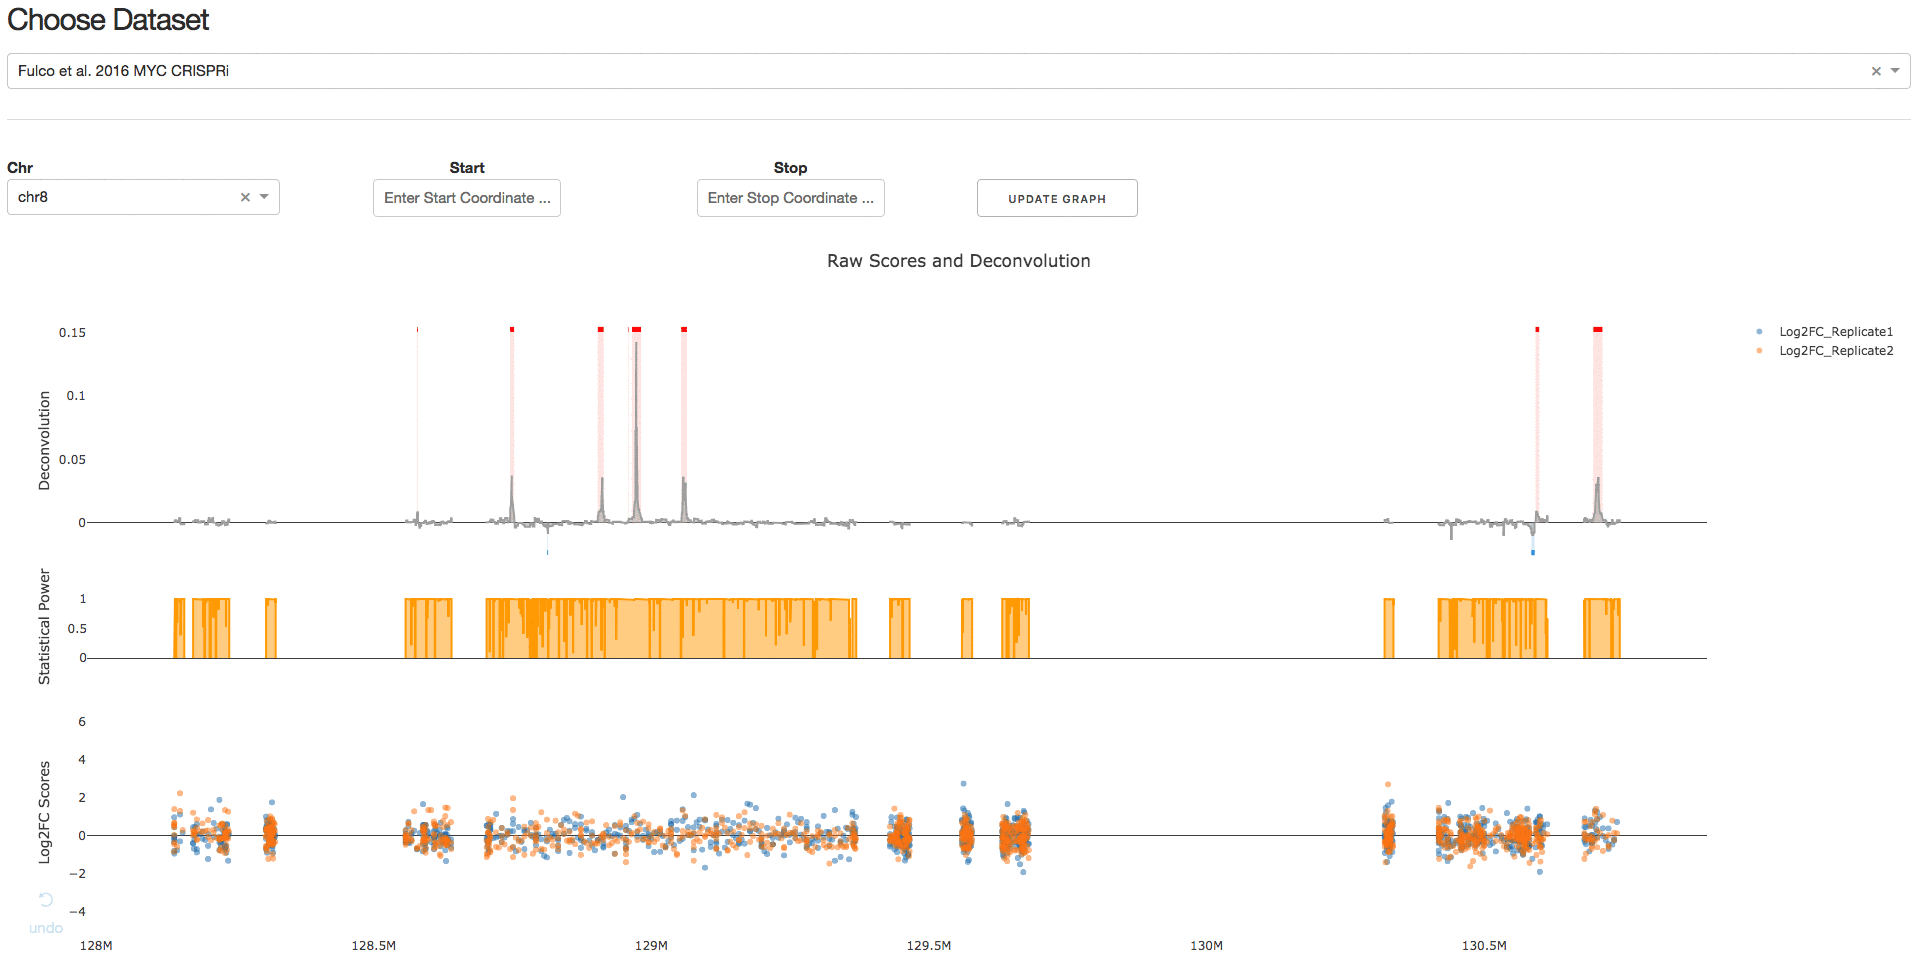 Choose Dataset
Fulco et al. 2016 MYC CRISPRi
Chr
Start
Stop
chr8
Enter Start Coordinate ...
Enter Stop Coordinate ...
UPDATE GRAPH
Raw Scores and Deconvolution
Log2FC_Replicate1
Log2FC_Replicate2
Deconvolution
0.15
0.1
0.05
0
Statistical Power
1
0.5
0
Log2FC Scores
6
4
2
0
−2
−4
undo
128M
128.5M
129M
129.5M
130M
130.5M